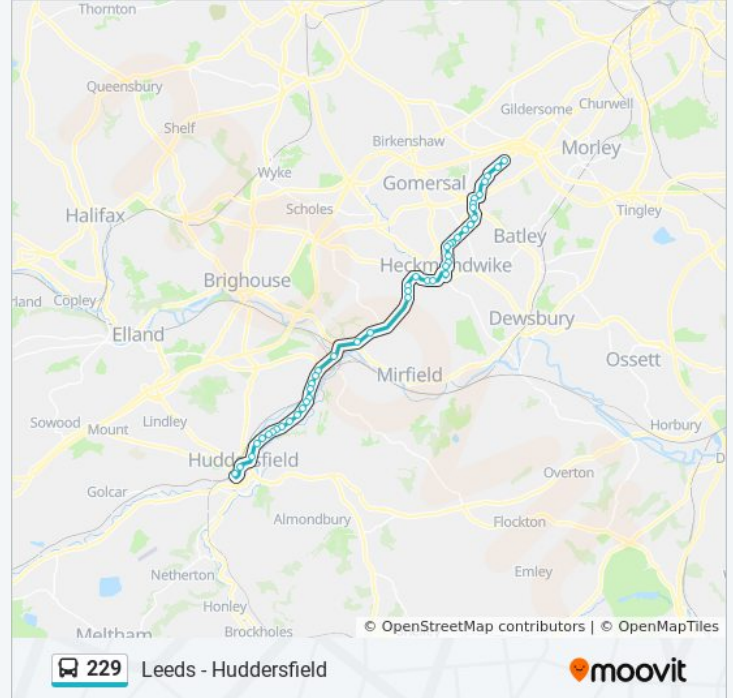 Thornton
Queensbury
Gildersome
Churwell
Shelf
Birkenshaw
Morley
Wyke
Gomersal
Halifax
Scholes
Tingley
Batley
Heckmondwike
Brighouse
Copley
Dewsbury
Elland
Ossett
Mirfield
Sowood
Mount
Lindley
Horbury
Huddersfield
Overton
Golcar
Almondbury
Flockton
Netherton
Emley
Honley
Meltham
Brockholes
© OpenStreetMap contributors | © OpenMapTiles
229 Leeds - Huddersfield
moovit